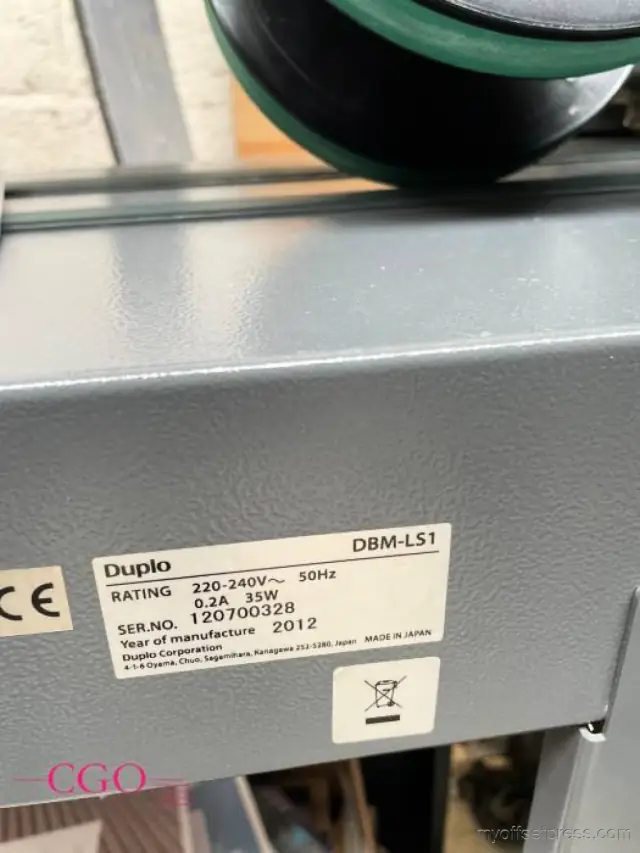 Duplo DBM-LS1
RATING 220-240V~ 50Hz
0.2A 35W
SER.NO. 120700328
Year of manufacture 2012
Duplo Corporation
4-1-6 Oyama, Chuo, Sagamihara, Kanagawa 252-5280, Japan MADE IN JAPAN
CE
CGO
myoffsetpress.com